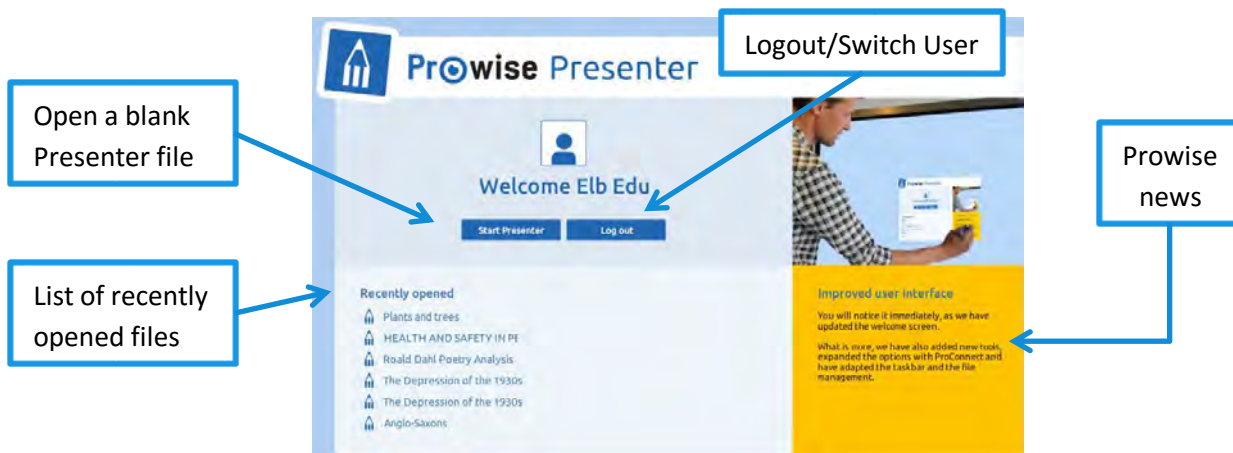 Logout/Switch User
Prowise Presenter
Open a blank
Presenter file
Prowise
news
Welcome Elb Edu
Start Presenter
Log out
List of recently
opened files
Recently opened
Plants and trees
HEALTH AND SAFETY IN PE
Roald Dahl Poetry Analysis
The Depression of the 1930s
The Depression of the 1930s
Anglo-Saxons
Improved user interface
You will notice it immediately, as we have
updated the welcome screen.
What is more, we have also added new tools,
expanded the options with ProConnect and
have adapted the taskbar and the file
management.